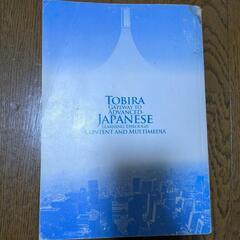 TOBIRA
GATEWAY TO
ADVANCED
JAPANESE
LEARNING THROUGH
CONTENT AND MULTIMEDIA